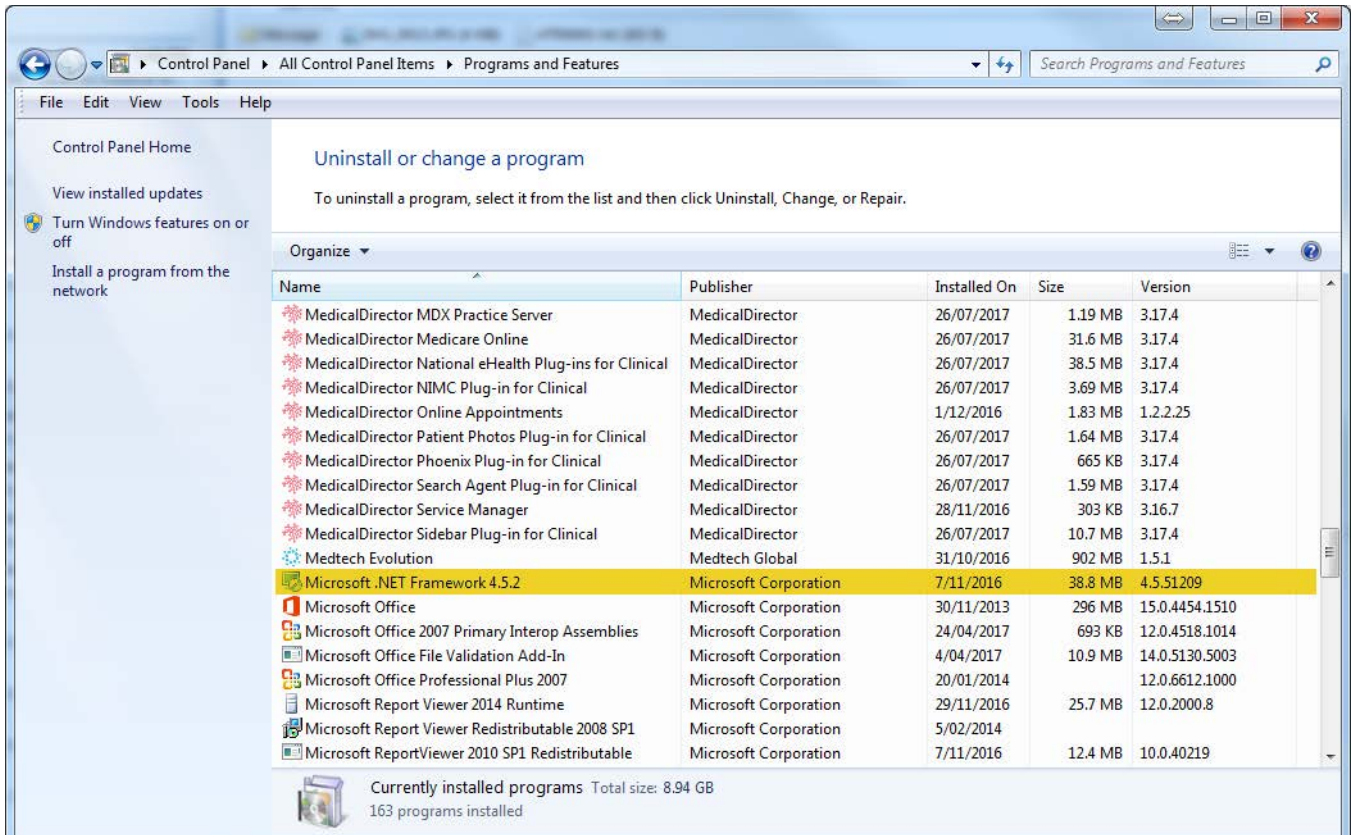 Control Panel ▸ All Control Panel Items ▸ Programs and Features Search Programs and Features
File Edit View Tools Help
Control Panel Home
View installed updates
Turn Windows features on or
off
Install a program from the
network
Uninstall or change a program
To uninstall a program, select it from the list and then click Uninstall, Change, or Repair.
Organize
Name Publisher Installed On Size Version
MedicalDirector MDX Practice Server MedicalDirector 26/07/2017 1.19 MB 3.17.4
MedicalDirector Medicare Online MedicalDirector 26/07/2017 31.6 MB 3.17.4
MedicalDirector National eHealth Plug-ins for Clinical MedicalDirector 26/07/2017 38.5 MB 3.17.4
MedicalDirector NIMC Plug-in for Clinical MedicalDirector 26/07/2017 3.69 MB 3.17.4
MedicalDirector Online Appointments MedicalDirector 1/12/2016 1.83 MB 1.2.2.25
MedicalDirector Patient Photos Plug-in for Clinical MedicalDirector 26/07/2017 1.64 MB 3.17.4
MedicalDirector Phoenix Plug-in for Clinical MedicalDirector 26/07/2017 665 KB 3.17.4
MedicalDirector Search Agent Plug-in for Clinical MedicalDirector 26/07/2017 1.59 MB 3.17.4
MedicalDirector Service Manager MedicalDirector 28/11/2016 303 KB 3.16.7
MedicalDirector Sidebar Plug-in for Clinical MedicalDirector 26/07/2017 10.7 MB 3.17.4
Medtech Evolution Medtech Global 31/10/2016 902 MB 1.5.1
Microsoft .NET Framework 4.5.2 Microsoft Corporation 7/11/2016 38.8 MB 4.5.51209
Microsoft Office Microsoft Corporation 30/11/2013 296 MB 15.0.4454.1510
Microsoft Office 2007 Primary Interop Assemblies Microsoft Corporation 24/04/2017 693 KB 12.0.4518.1014
Microsoft Office File Validation Add-In Microsoft Corporation 4/04/2017 10.9 MB 14.0.5130.5003
Microsoft Office Professional Plus 2007 Microsoft Corporation 20/01/2014 12.0.6612.1000
Microsoft Report Viewer 2014 Runtime Microsoft Corporation 29/11/2016 25.7 MB 12.0.2000.8
Microsoft Report Viewer Redistributable 2008 SP1 Microsoft Corporation 5/02/2014
Microsoft ReportViewer 2010 SP1 Redistributable Microsoft Corporation 7/11/2016 12.4 MB 10.0.40219
Currently installed programs Total size: 8.94 GB
163 programs installed